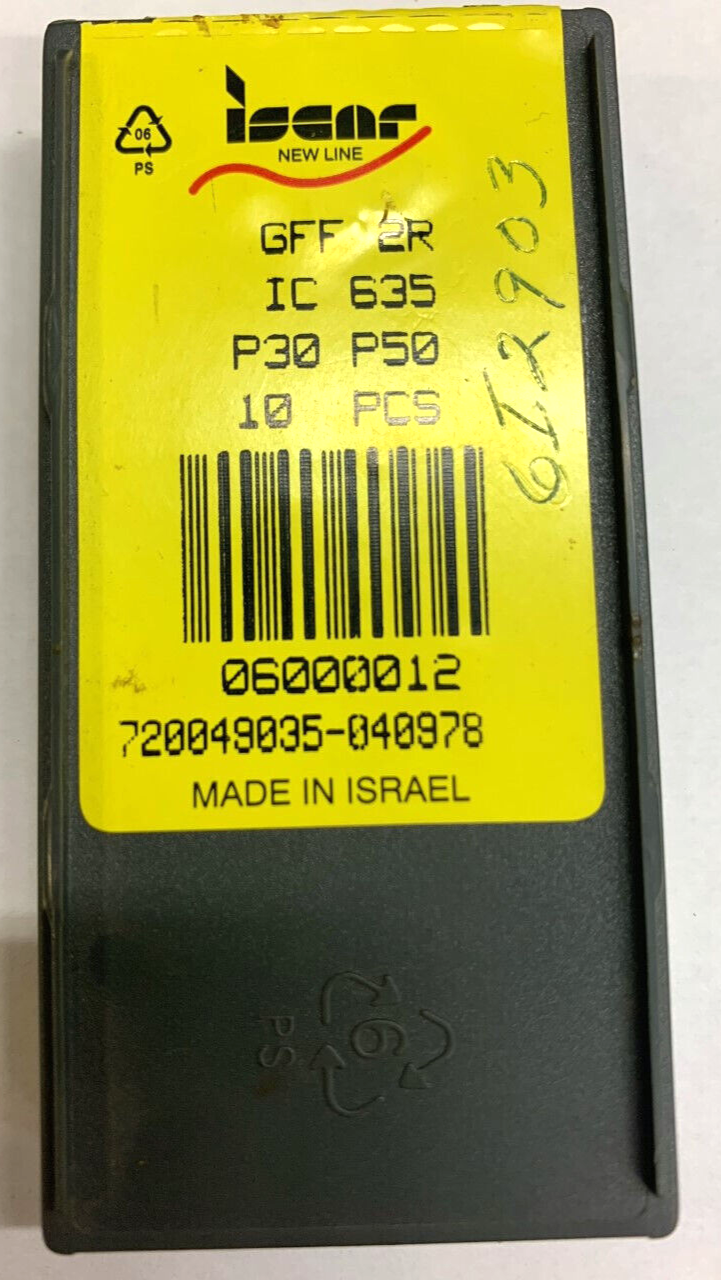 iscar
NEW LINE
06
PS
GFF 2R
IC 635
P30 P50
10 PCS
6I2903
06000012
720049035-040978
MADE IN ISRAEL
6
PS